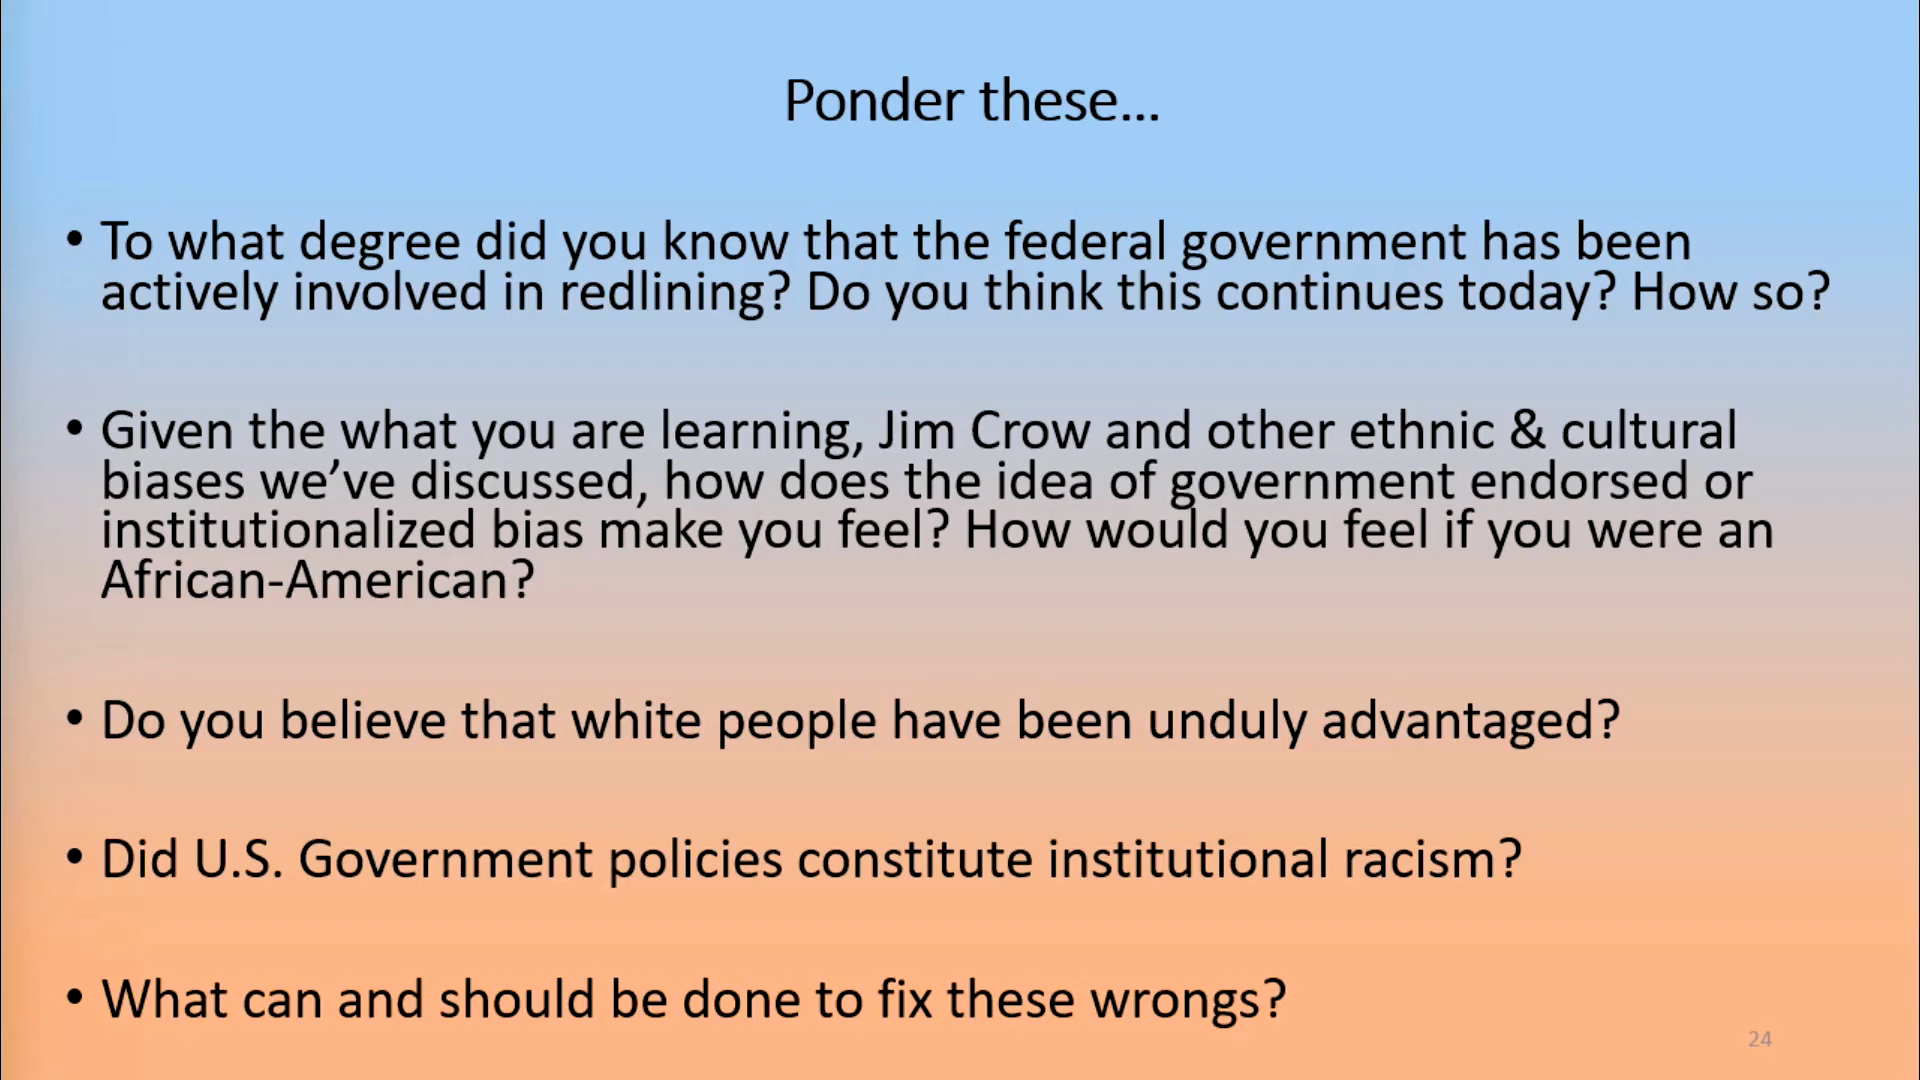 Ponder these...
• To what degree did you know that the federal government has been
actively involved in redlining? Do you think this continues today? How so?
• Given the what you are learning, Jim Crow and other ethnic & cultural
biases we’ve discussed, how does the idea of government endorsed or
institutionalized bias make you feel? How would you feel if you were an
African-American?
• Do you believe that white people have been unduly advantaged?
• Did U.S. Government policies constitute institutional racism?
• What can and should be done to fix these wrongs?
24